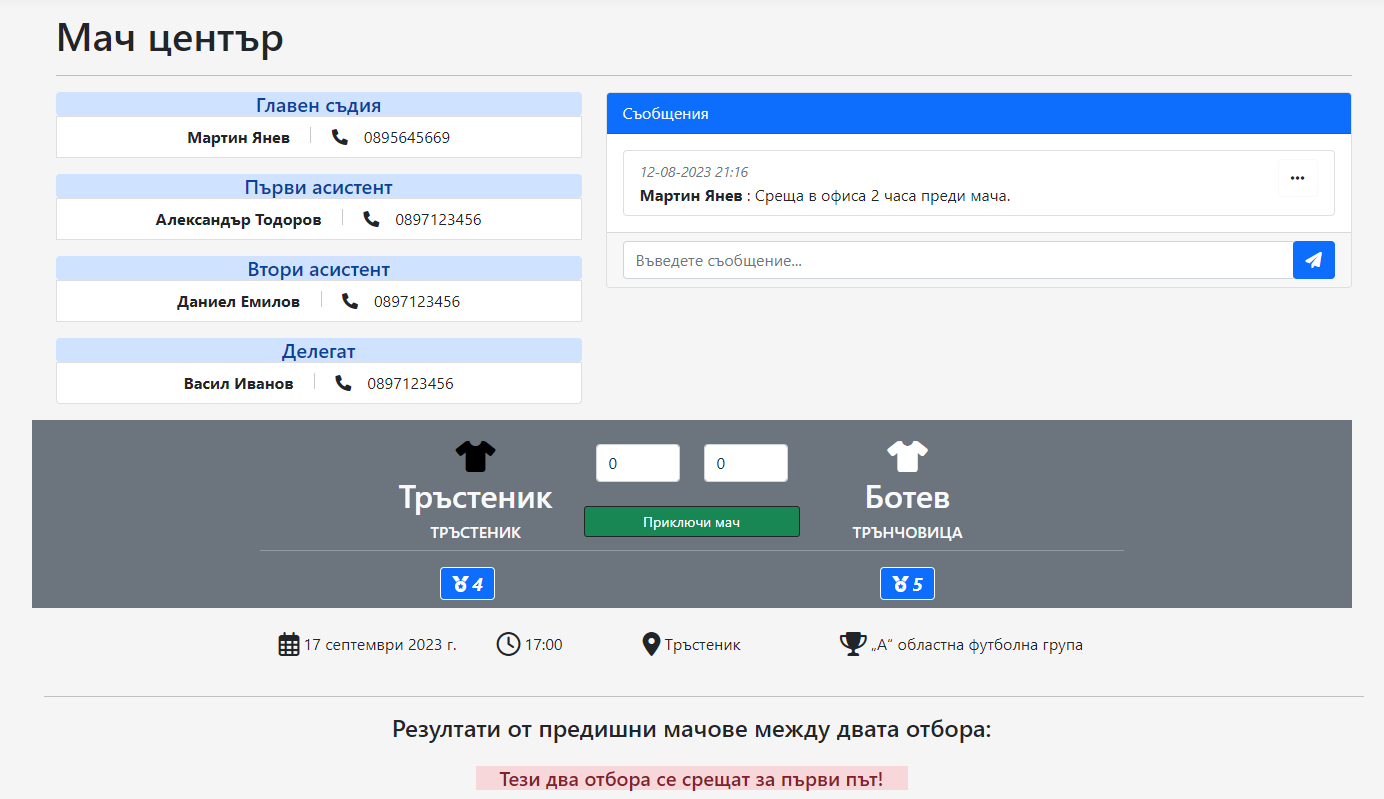 Мач център
Главен съдия
Мартин Янев 0895645669
Първи асистент
Александър Тодоров 0897123456
Втори асистент
Даниел Емилов 0897123456
Делегат
Васил Иванов 0897123456
Съобщения
12-08-2023 21:16
Мартин Янев : Среща в офиса 2 часа преди мача.
Въведете съобщение...
Тръстеник
ТРЪСТЕНИК
4
0 0
Приключи мач
Ботев
ТРЪНЧОВИЦА
5
17 септември 2023 г. 17:00 Тръстеник „А“ областна футболна група
Резултати от предишни мачове между двата отбора:
Тези два отбора се срещат за първи път!